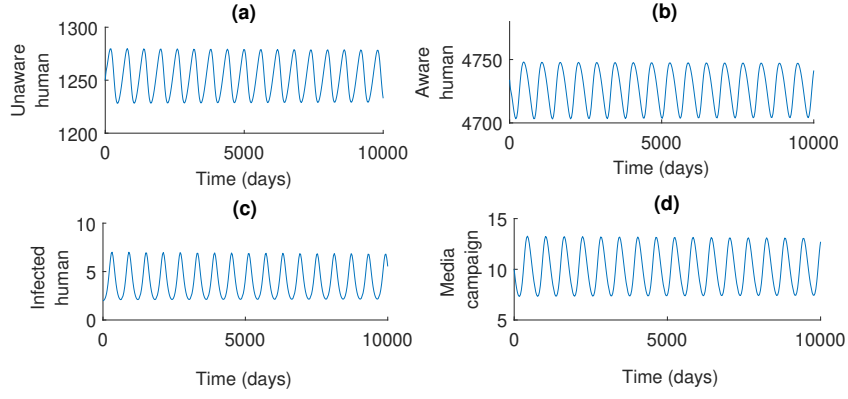 (a)
Unaware
human
1300
1250
1200
0
5000
10000
Time (days)
(b)
Aware
human
4750
4700
0
5000
10000
Time (days)
(c)
Infected
human
10
5
0
0
5000
10000
Time (days)
(d)
Media
campaign
15
10
5
0
5000
10000
Time (days)